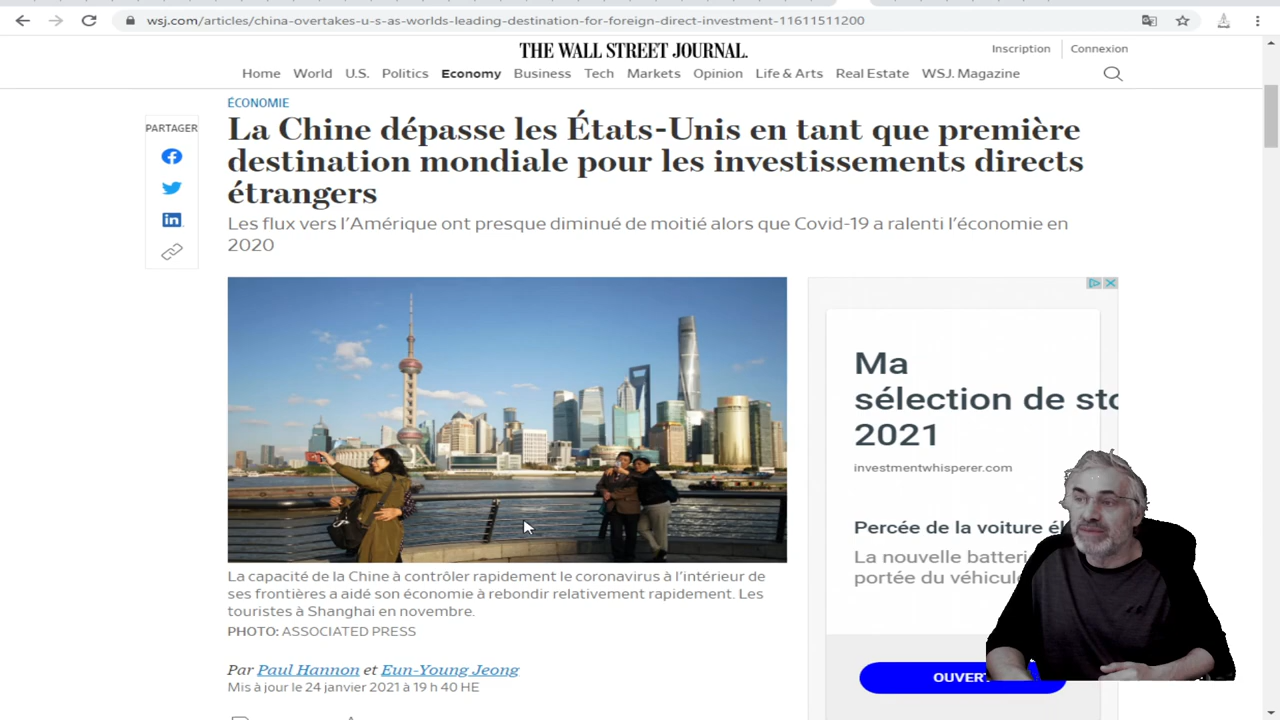 wsj.com/articles/china-overtakes-u-s-as-worlds-leading-destination-for-foreign-direct-investment-11611511200
THE WALL STREET JOURNAL.
Inscription
Connexion
Home World U.S. Politics Economy Business Tech Markets Opinion Life & Arts Real Estate WSJ. Magazine
ÉCONOMIE
PARTAGER
La Chine dépasse les États-Unis en tant que première
destination mondiale pour les investissements directs
étrangers
Les flux vers l'Amérique ont presque diminué de moitié alors que Covid-19 a ralenti l'économie en
2020
La capacité de la Chine à contrôler rapidement le coronavirus à l'intérieur de
ses frontières a aidé son économie à rebondir relativement rapidement. Les
touristes à Shanghai en novembre.
PHOTO: ASSOCIATED PRESS
Par Paul Hannon et Eun-Young Jeong
Mis à jour le 24 janvier 2021 à 19 h 40 HE
Ma
sélection de
2021
investmentwhisperer.com
Percée de la voiture
La nouvelle
portée du véhicule